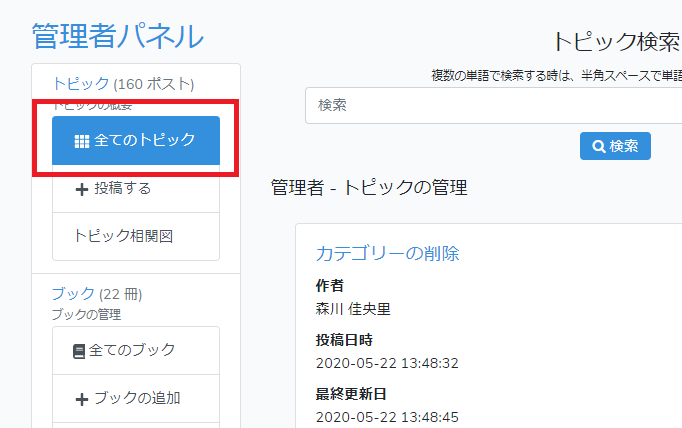 管理者パネル
トピック (160 ポスト)
トピックの概要
全てのトピック
投稿する
トピック相関図
ブック (22 冊)
ブックの管理
全てのブック
ブックの追加
トピック検索
複数の単語で検索する時は、半角スペースで単語
検索
検索
管理者 - トピックの管理
カテゴリーの削除
作者
森川 佳央里
投稿日時
2020-05-22 13:48:32
最終更新日
2020-05-22 13:48:45